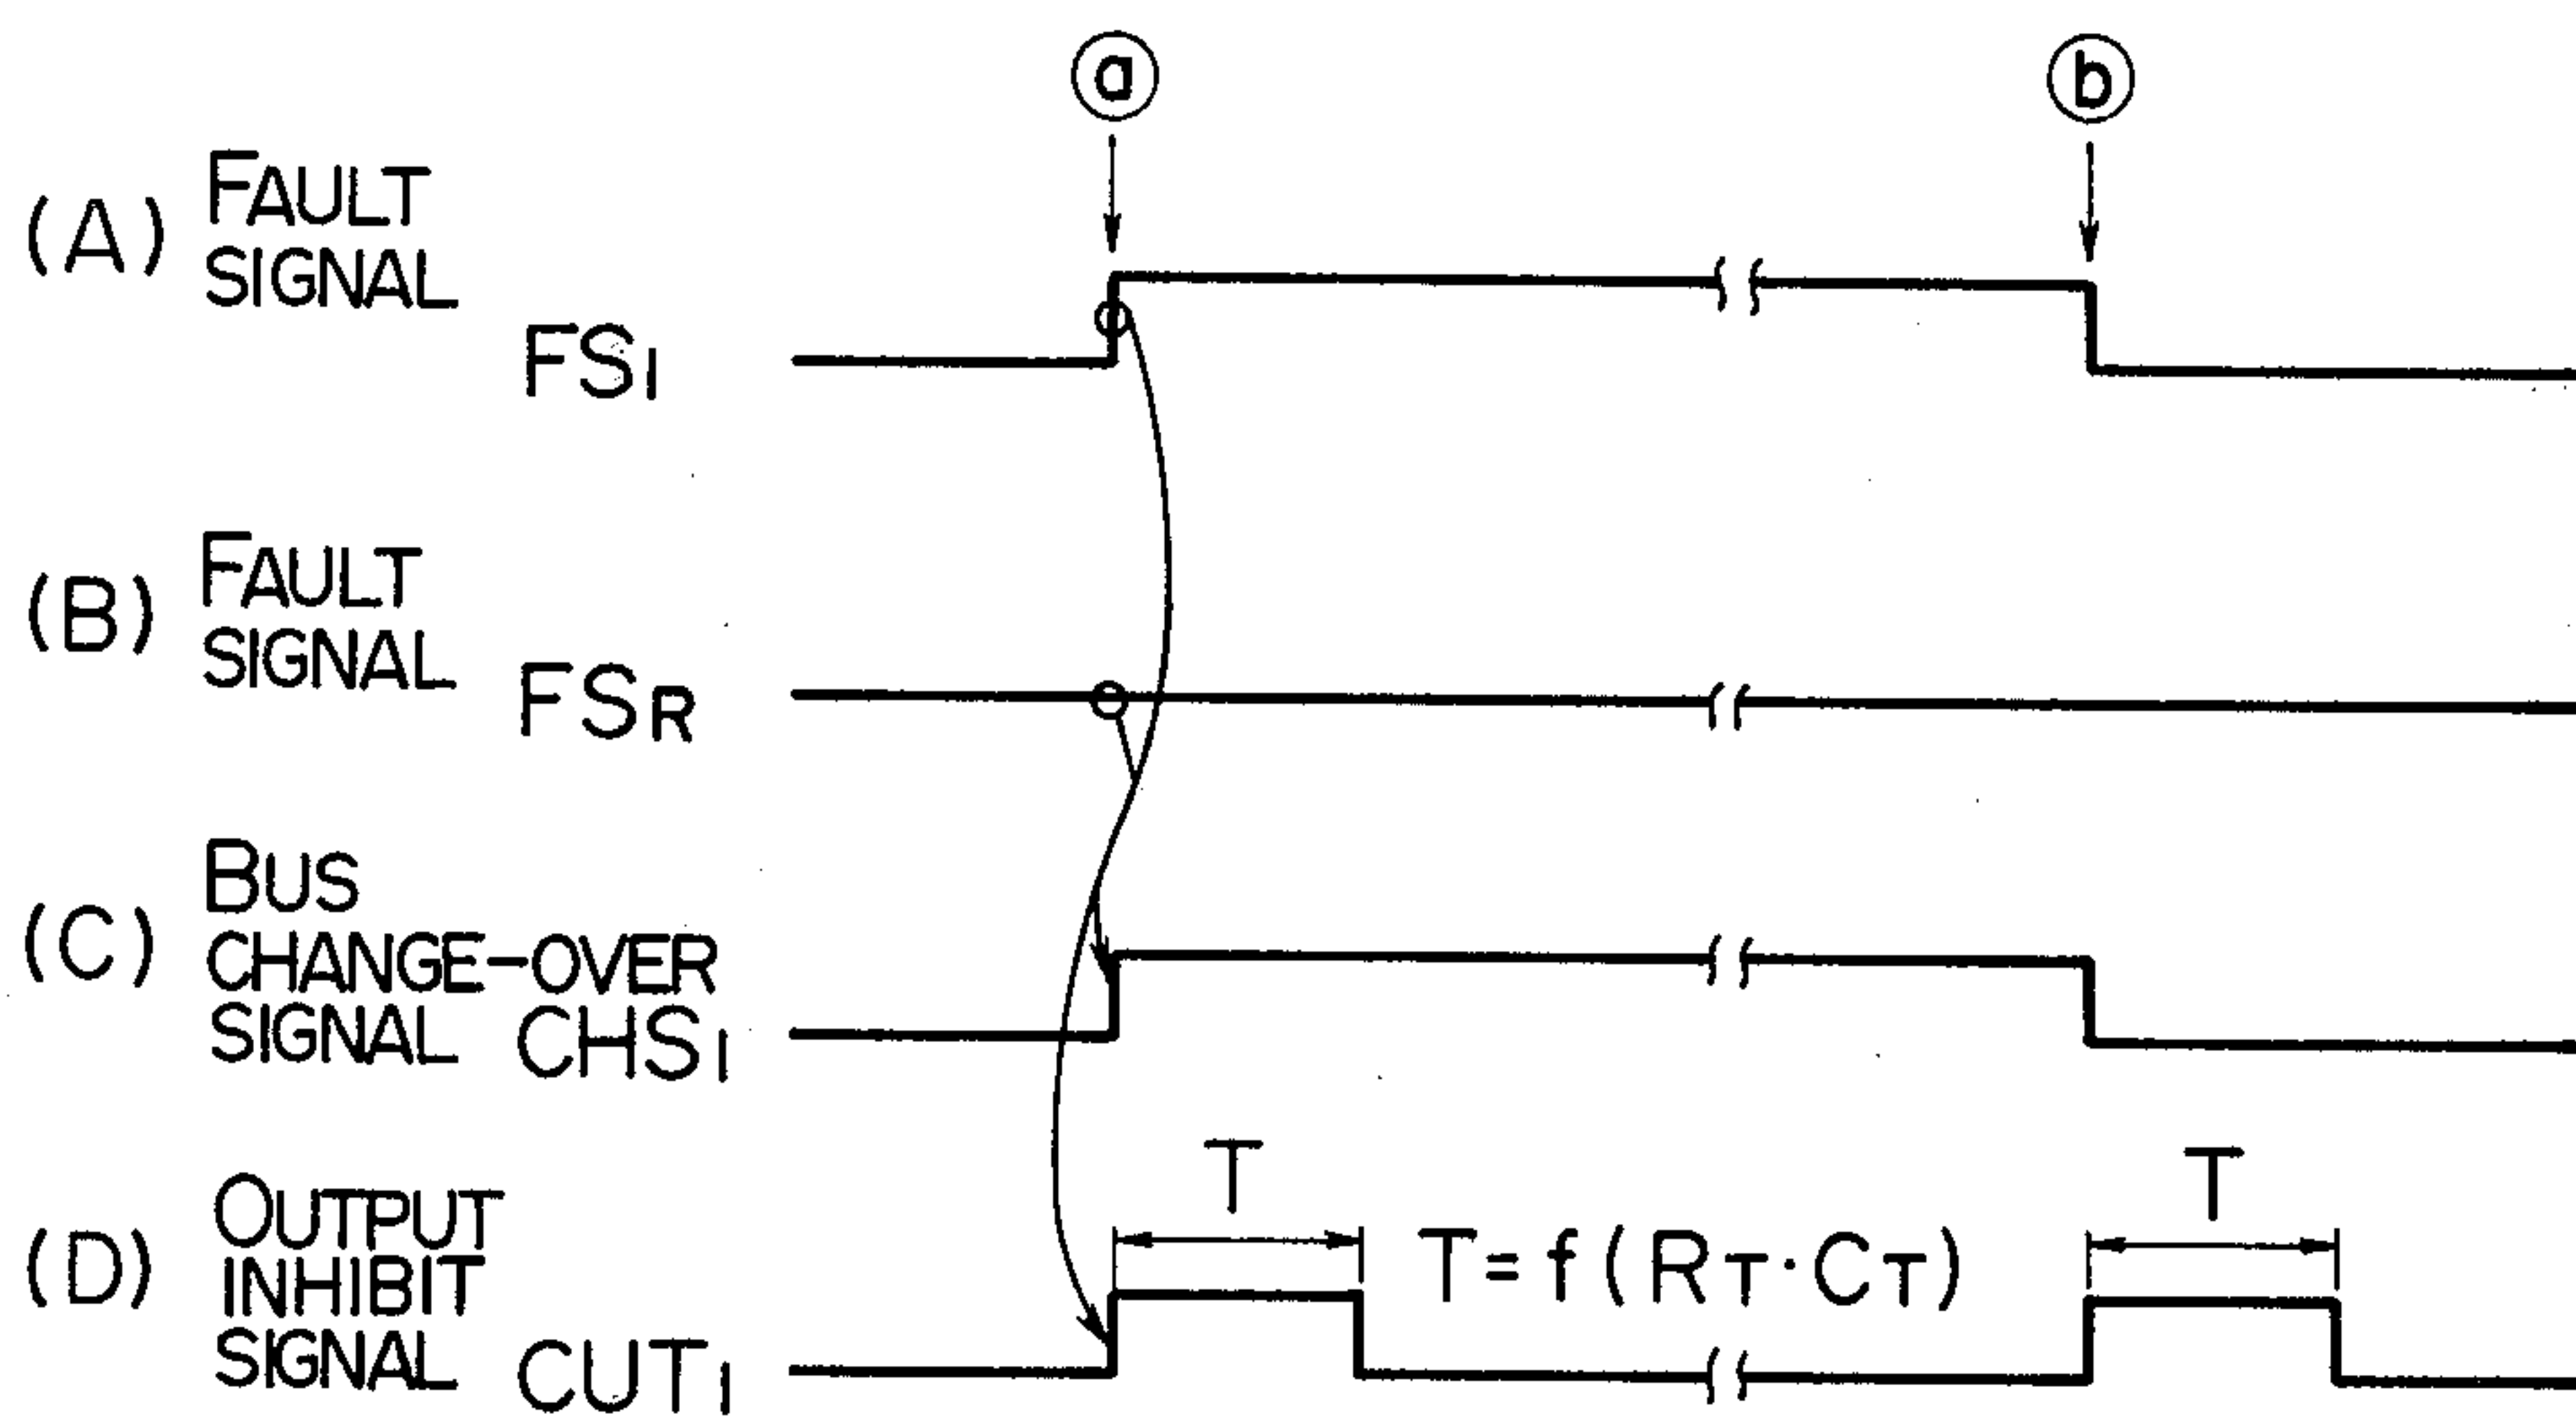 a
b
(A) FAULT
SIGNAL
FS1
(B) FAULT
SIGNAL
FSR
(C) BUS
CHANGE-OVER
SIGNAL CHS1
(D) OUTPUT
INHIBIT
SIGNAL CUT1
T
T = f (RT · CT)
T